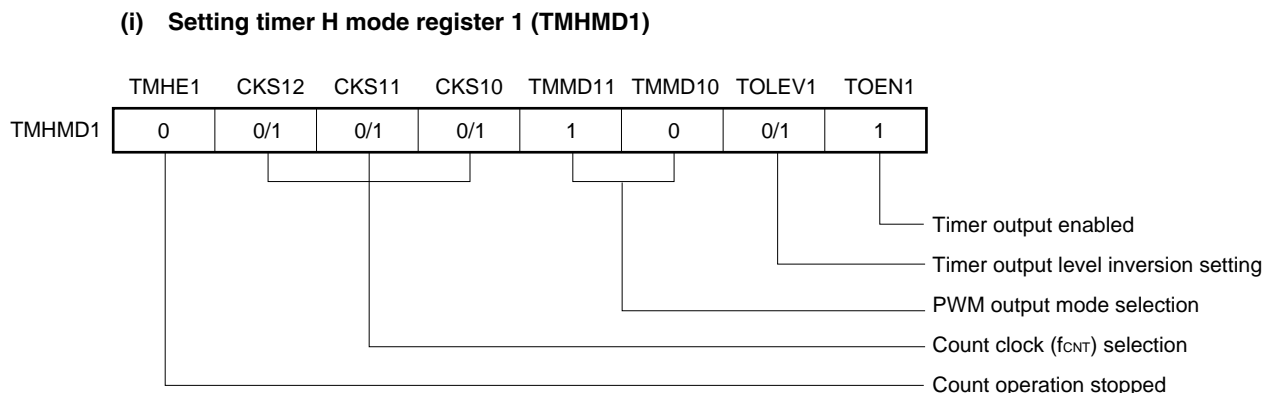 (i) Setting timer H mode register 1 (TMHMD1)
TMHE1 CKS12 CKS11 CKS10 TMMD11 TMMD10 TOLEV1 TOEN1
TMHMD1 0 0/1 0/1 0/1 1 0 0/1 1
Timer output enabled
Timer output level inversion setting
PWM output mode selection
Count clock (fCNT) selection
Count operation stopped